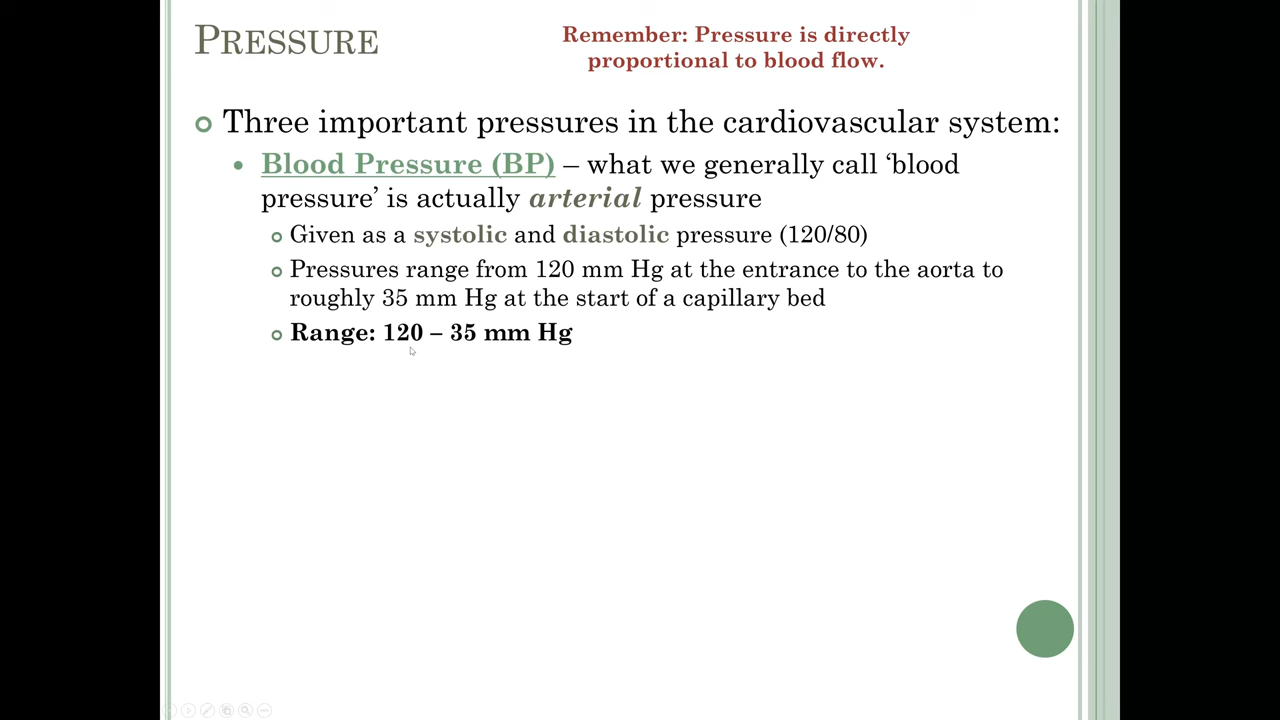 PRESSURE
Remember: Pressure is directly
proportional to blood flow.
Three important pressures in the cardiovascular system:
Blood Pressure (BP) – what we generally call ‘blood
pressure’ is actually arterial pressure
Given as a systolic and diastolic pressure (120/80)
Pressures range from 120 mm Hg at the entrance to the aorta to
roughly 35 mm Hg at the start of a capillary bed
Range: 120 – 35 mm Hg